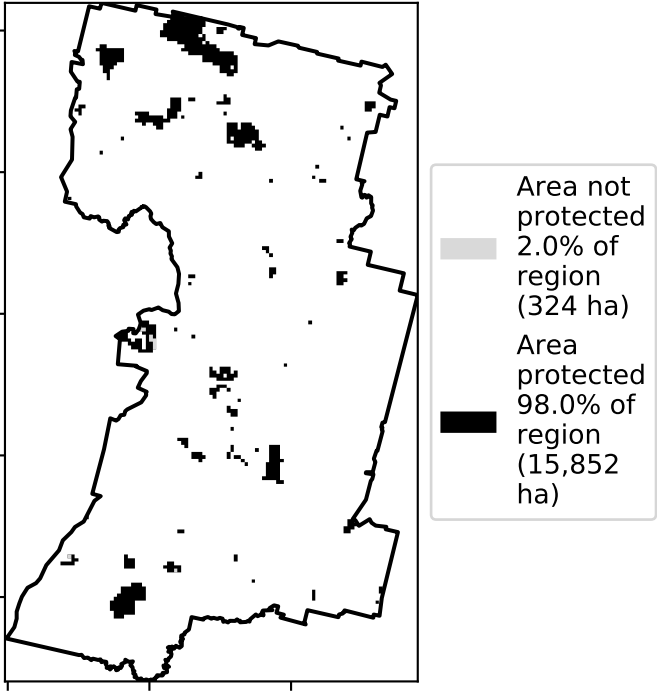 Area not
protected
2.0% of
region
(324 ha)
Area
protected
98.0% of
region
(15,852
ha)